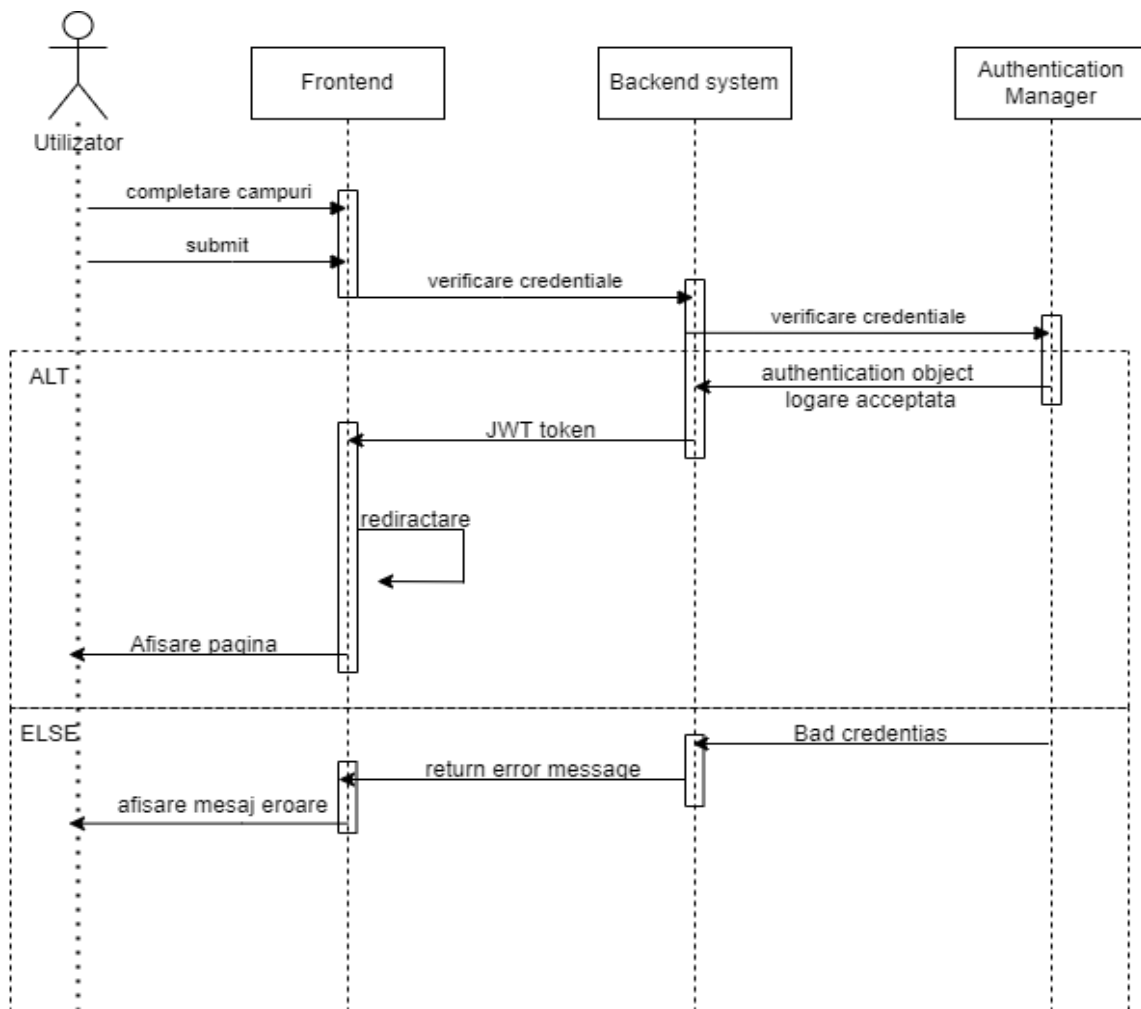 Utilizator
Frontend
Backend system
Authentication
Manager
completare campuri
submit
verificare credentiale
verificare credentiale
ALT
authentication object
logare acceptata
JWT token
rediractare
Afisare pagina
ELSE
Bad credentias
return error message
afisare mesaj eroare